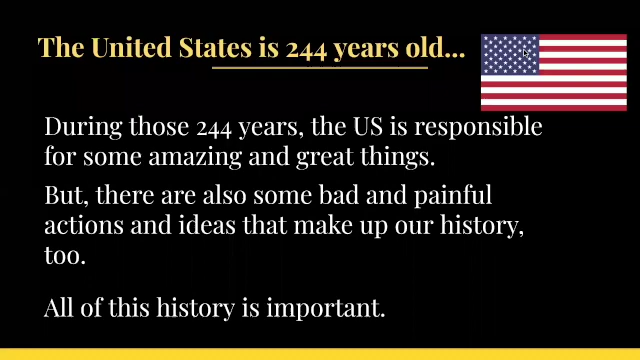 The United States is 244 years old...
During those 244 years, the US is responsible
for some amazing and great things.
But, there are also some bad and painful
actions and ideas that make up our history,
too.
All of this history is important.